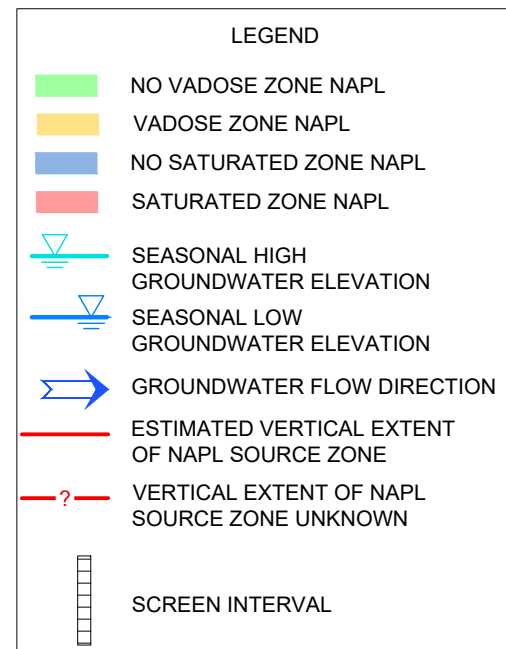 LEGEND
NO VADOSE ZONE NAPL
VADOSE ZONE NAPL
NO SATURATED ZONE NAPL
SATURATED ZONE NAPL
SEASONAL HIGH
GROUNDWATER ELEVATION
SEASONAL LOW
GROUNDWATER ELEVATION
GROUNDWATER FLOW DIRECTION
ESTIMATED VERTICAL EXTENT
OF NAPL SOURCE ZONE
?
VERTICAL EXTENT OF NAPL
SOURCE ZONE UNKNOWN
SCREEN INTERVAL